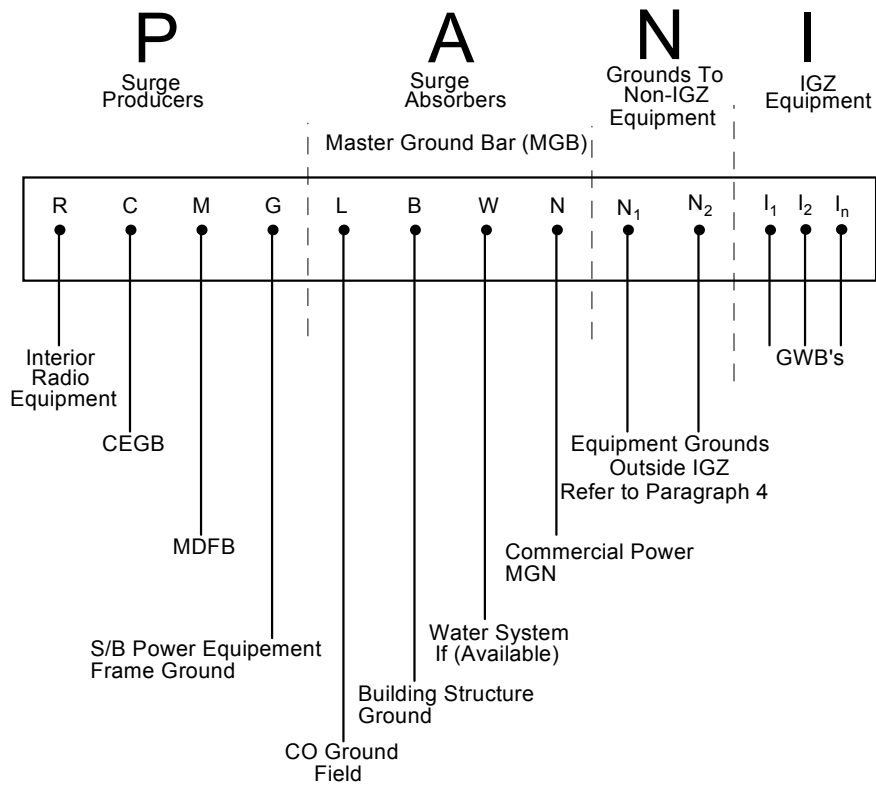 P A N I
Surge
Producers
Surge
Absorbers
Grounds To
Non-IGZ
Equipment
IGZ
Equipment
Master Ground Bar (MGB)
R C M G L B W N N₁ N₂ I₁ I₂ Iₙ
Interior
Radio
Equipment
GWB's
CEGB
Equipment Grounds
Outside IGZ
Refer to Paragraph 4
MDFB
Commercial Power
MGN
S/B Power Equipement
Frame Ground
Water System
If (Available)
Building Structure
Ground
CO Ground
Field